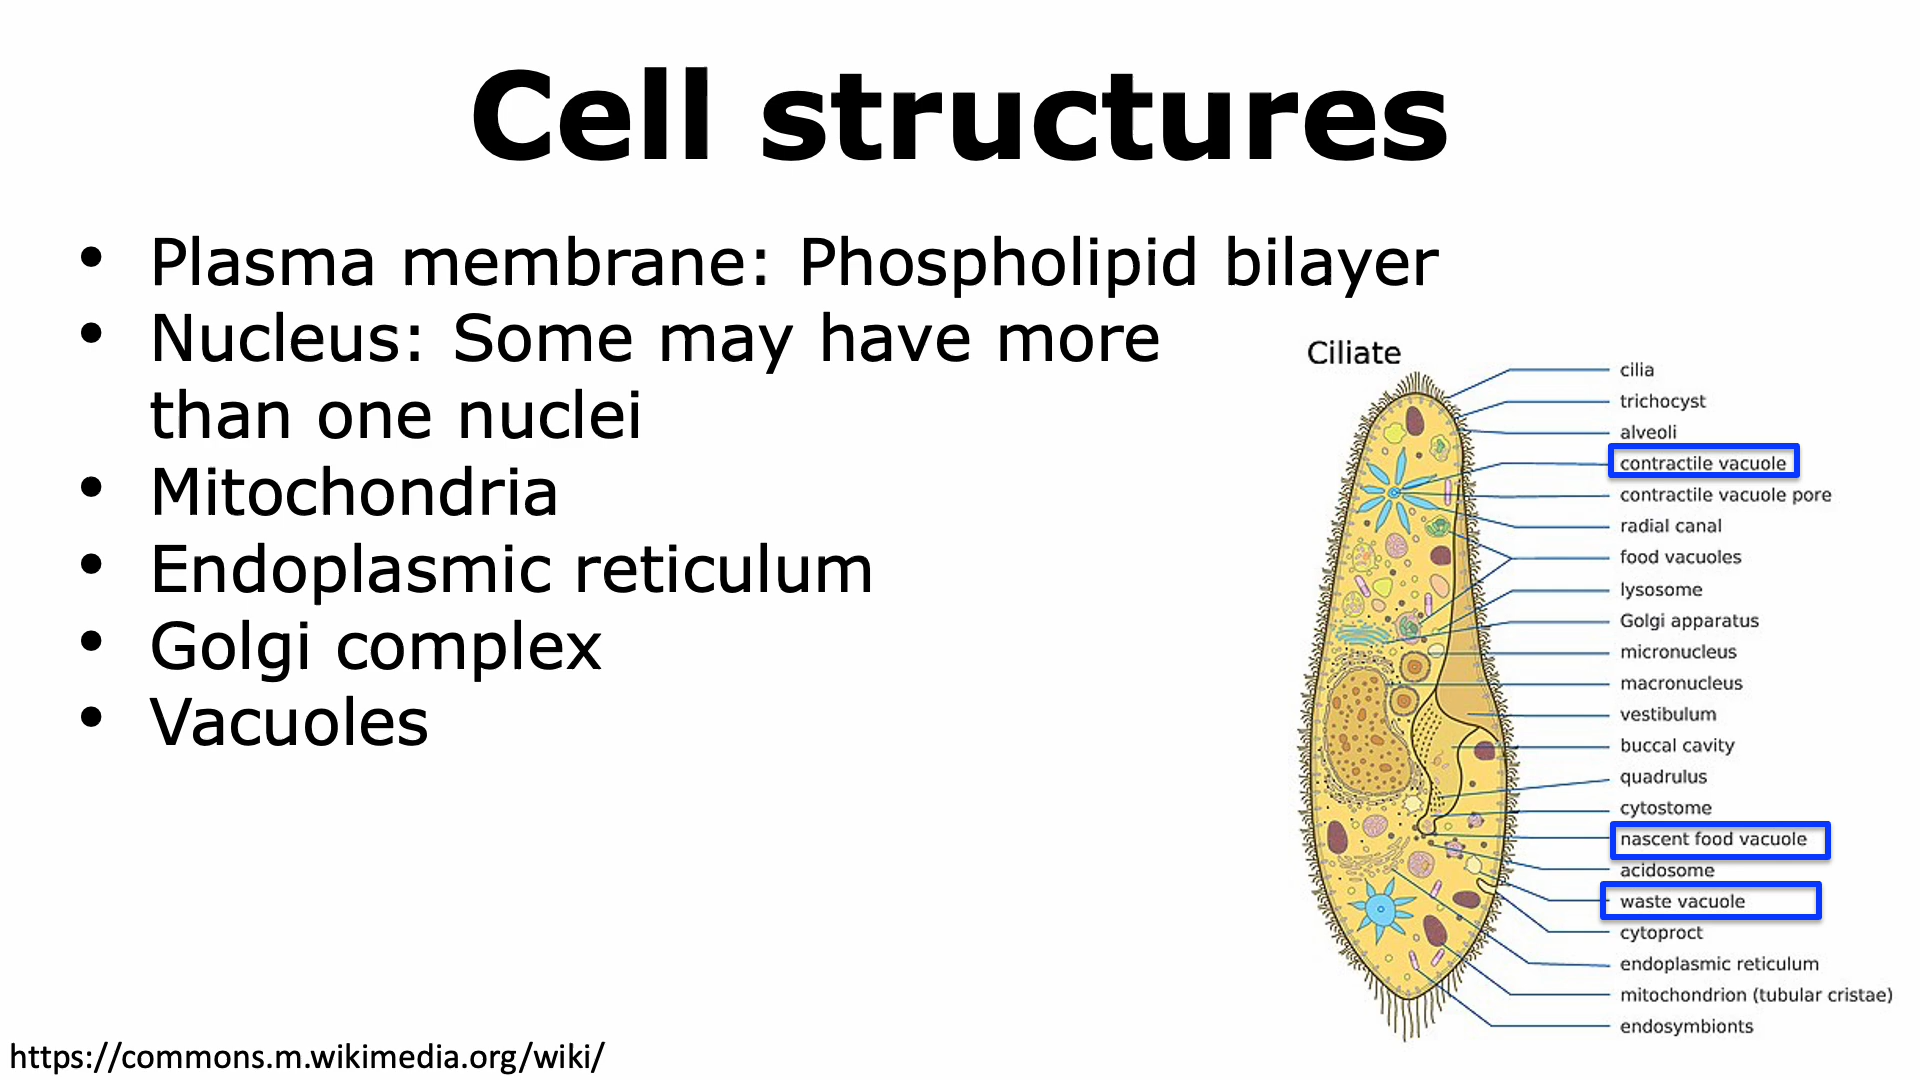 Cell structures
• Plasma membrane: Phospholipid bilayer
• Nucleus: Some may have more
than one nuclei
• Mitochondria
• Endoplasmic reticulum
• Golgi complex
• Vacuoles
Ciliate
cilia
trichocyst
alveoli
contractile vacuole
contractile vacuole pore
radial canal
food vacuoles
lysosome
Golgi apparatus
micronucleus
macronucleus
vestibulum
buccal cavity
quadrulus
cytostome
nascent food vacuole
acidosome
waste vacuole
cytoproct
endoplasmic reticulum
mitochondrion (tubular cristae)
endosymbionts
https://commons.m.wikimedia.org/wiki/